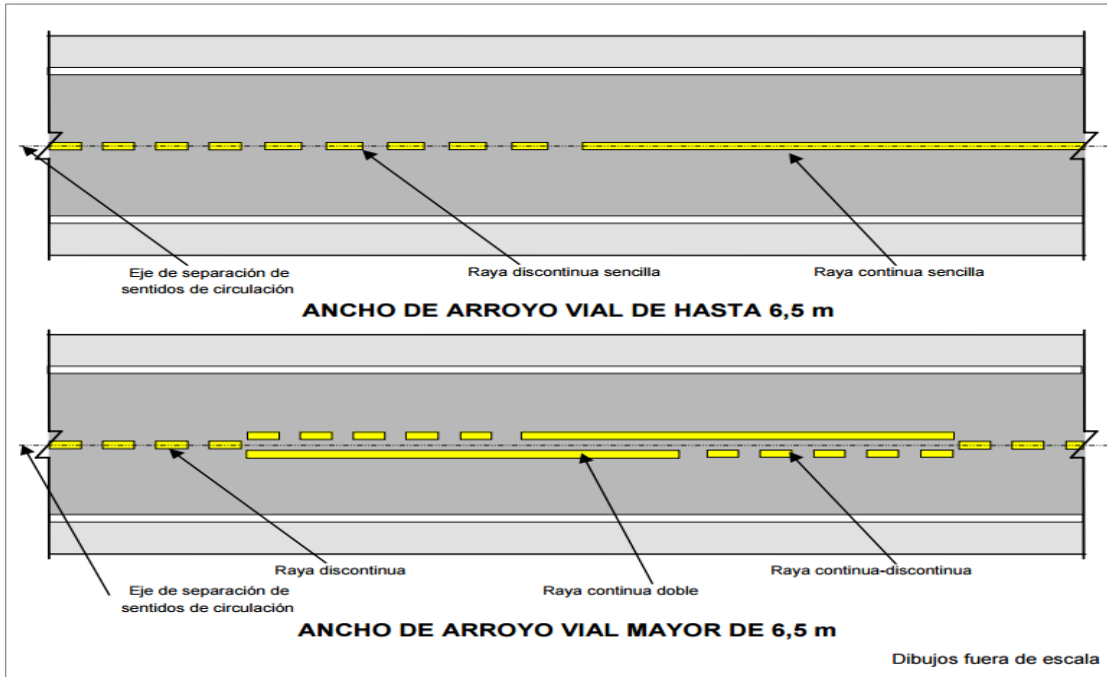 Eje de separación de
sentidos de circulación
Raya discontinua sencilla
Raya continua sencilla
ANCHO DE ARROYO VIAL DE HASTA 6,5 m
Raya discontinua
Raya continua doble
Raya continua-discontinua
Eje de separación de
sentidos de circulación
ANCHO DE ARROYO VIAL MAYOR DE 6,5 m
Dibujos fuera de escala